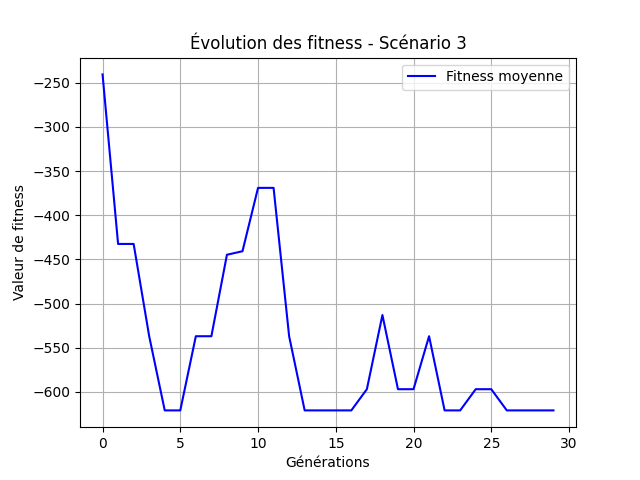 Évolution des fitness - Scénario 3
Fitness moyenne
Valeur de fitness
−250
−300
−350
−400
−450
−500
−550
−600
0 5 10 15 20 25 30
Générations